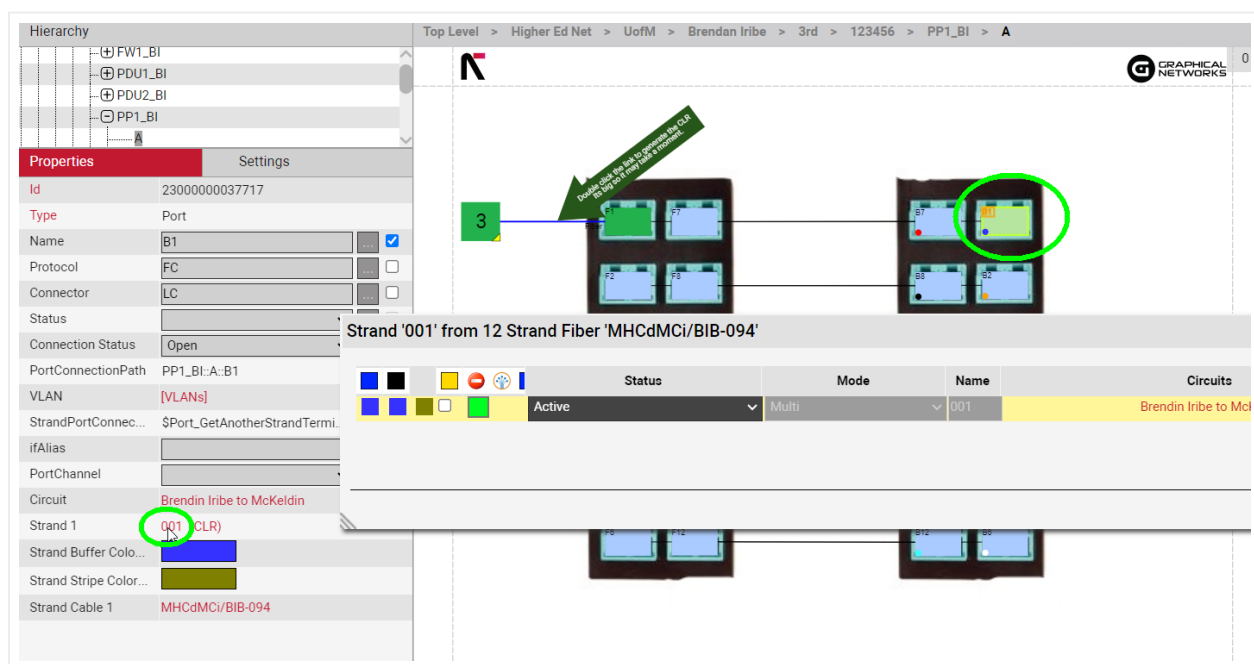 Hierarchy
Top Level > Higher Ed Net > UofM > Brendan Iribe > 3rd > 123456 > PP1_BI > A
FW1_BI
PDU1_BI
PDU2_BI
PP1_BI
A
GRAPHICAL
NETWORKS
0
Properties Settings
Id 23000000037717
Type Port
Name B1 ...
Protocol FC ...
Connector LC ...
Status
Connection Status Open
PortConnectionPath PP1_BI::A::B1
VLAN [VLANs]
StrandPortConnec... $Port_GetAnotherStrandTermi...
ifAlias
PortChannel
Circuit Brendin Iribe to McKeldin
Strand 1 001 (CLR)
Strand Buffer Colo...
Strand Stripe Color...
Strand Cable 1 MHCdMCi/BIB-094
Double click the link to generate the CLR
Its big so it may take a moment.
3
Fiber
F1 F7 B7 B1
F2 F8 B8 B2
Strand '001' from 12 Strand Fiber 'MHCdMCi/BIB-094'
Status Mode Name Circuits
Active Multi 001 Brendin Iribe to McK
F6 F12 B12